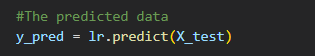 #The predicted data
y_pred = lr.predict(X_test)